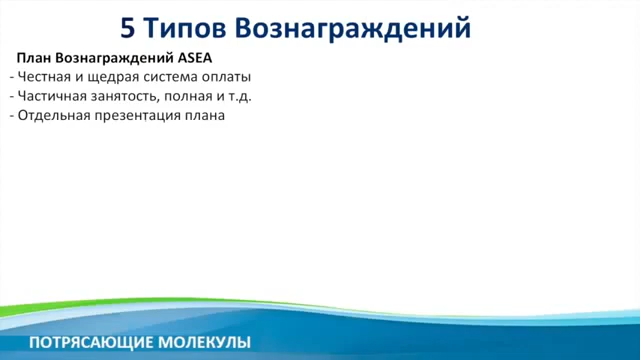 5 Типов Вознаграждений
План Вознаграждений ASEA
- Честная и щедрая система оплаты
- Частичная занятость, полная и т.д.
- Отдельная презентация плана
ПОТРЯСАЮЩИЕ МОЛЕКУЛЫ